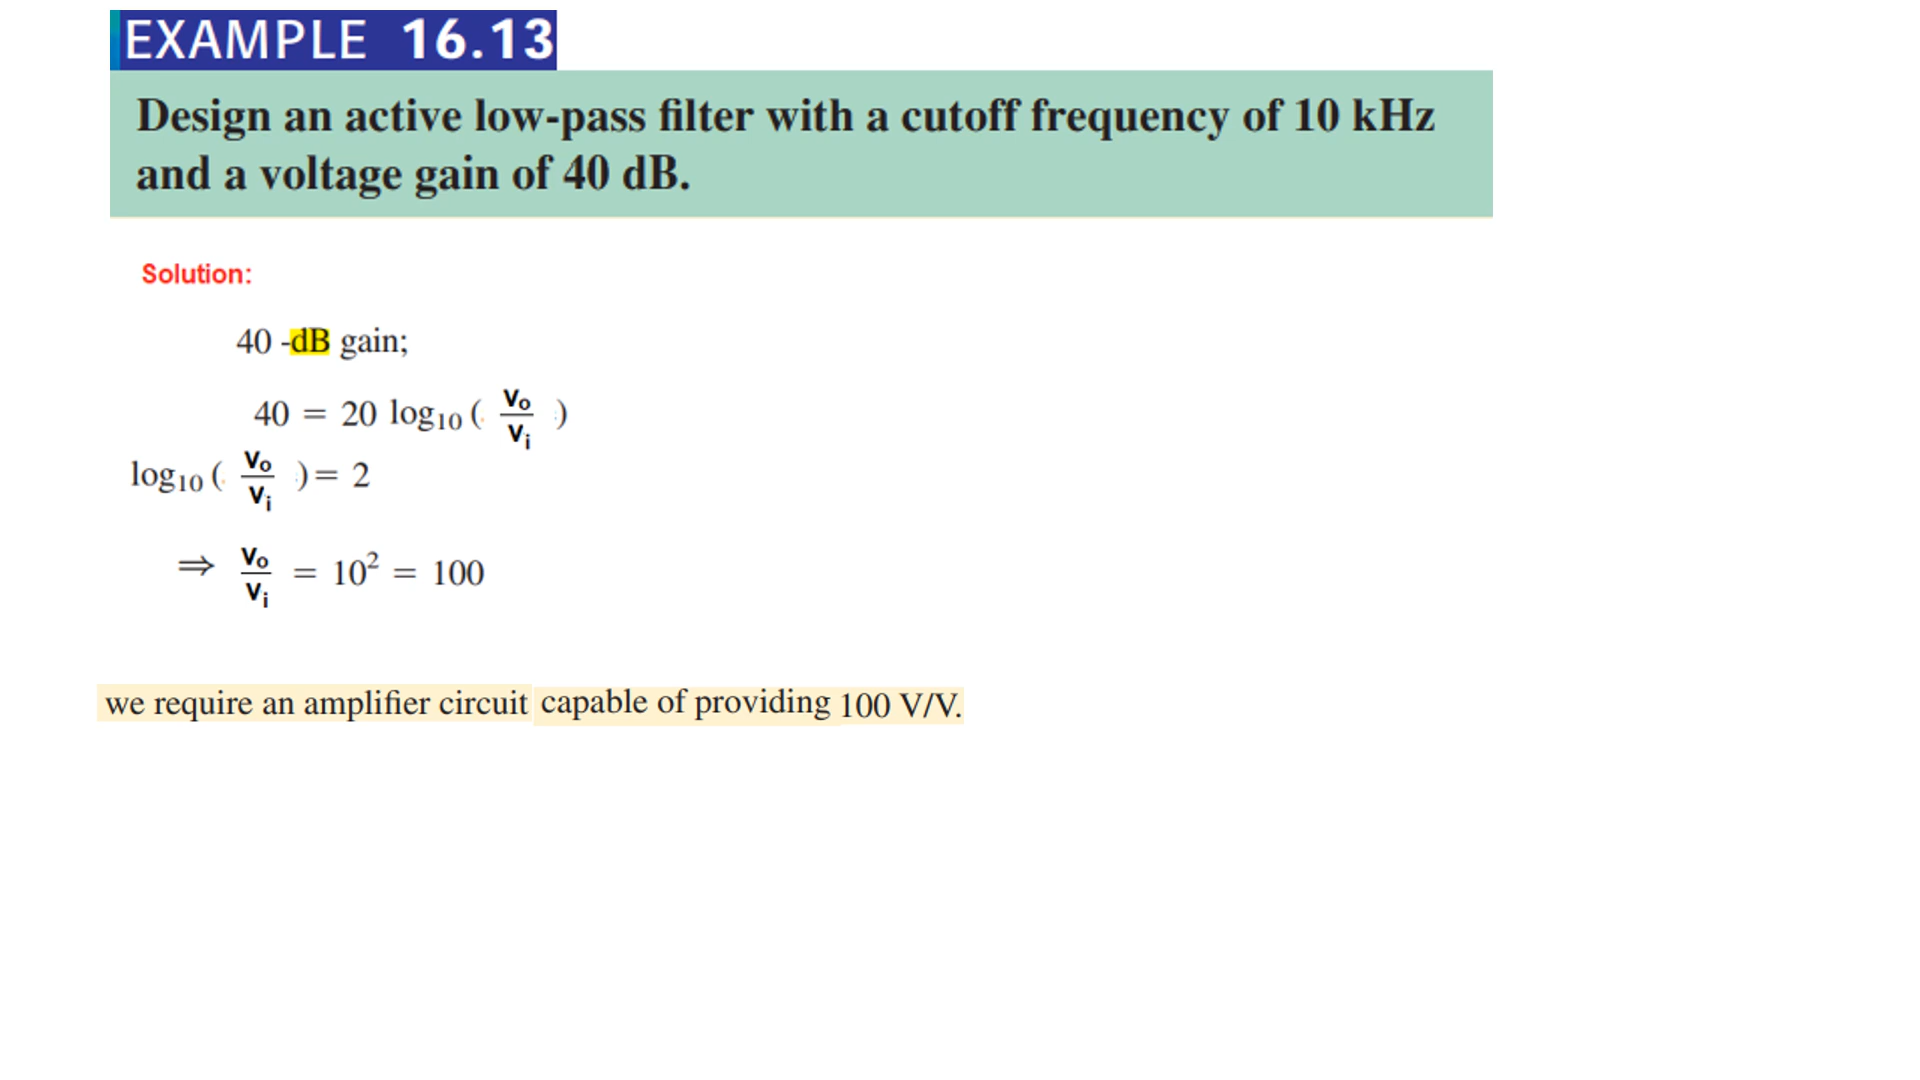 EXAMPLE 16.13
Design an active low-pass filter with a cutoff frequency of 10 kHz
and a voltage gain of 40 dB.
Solution:
40 -dB gain;
40 = 20 log₁₀ ( Vₒ/Vᵢ )
log₁₀ ( Vₒ/Vᵢ ) = 2
⇒ Vₒ/Vᵢ = 10² = 100
we require an amplifier circuit capable of providing 100 V/V.